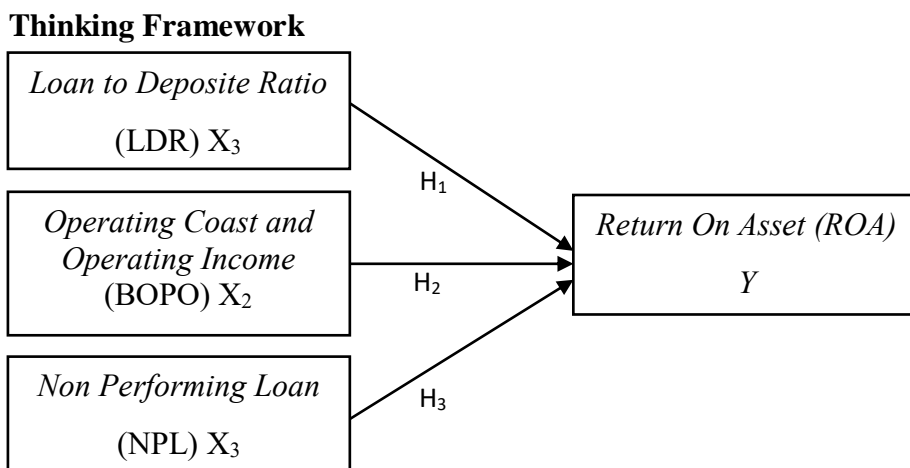 Thinking Framework
Loan to Deposite Ratio
(LDR) X₃
H₁
Operating Coast and
Operating Income
(BOPO) X₂
H₂
Return On Asset (ROA)
Y
Non Performing Loan
(NPL) X₃
H₃